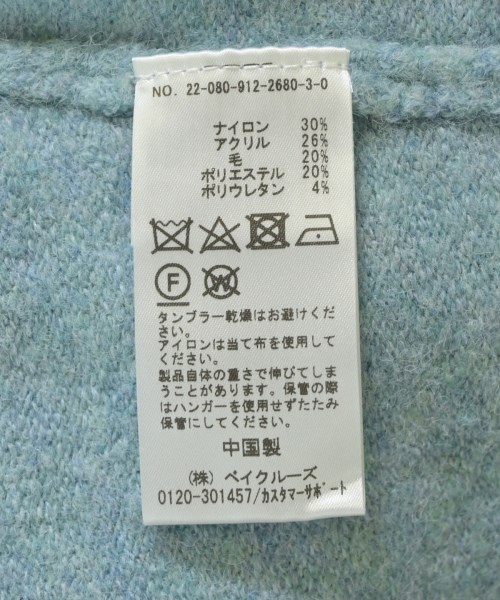 NO. 22-080-912-2680-3-0
ナイロン 30%
アクリル 26%
毛 20%
ポリエステル 20%
ポリウレタン 4%
F W
タンブラー乾燥はお避けくだ
さい。
アイロンは当て布を使用して
ください。
製品自体の重さで伸びてしま
うことがあります。保管の際
はハンガーを使用せずたたみ
保管にしてください。
中国製
(株) ベイクルーズ
0120-301457/カスタマーサポート